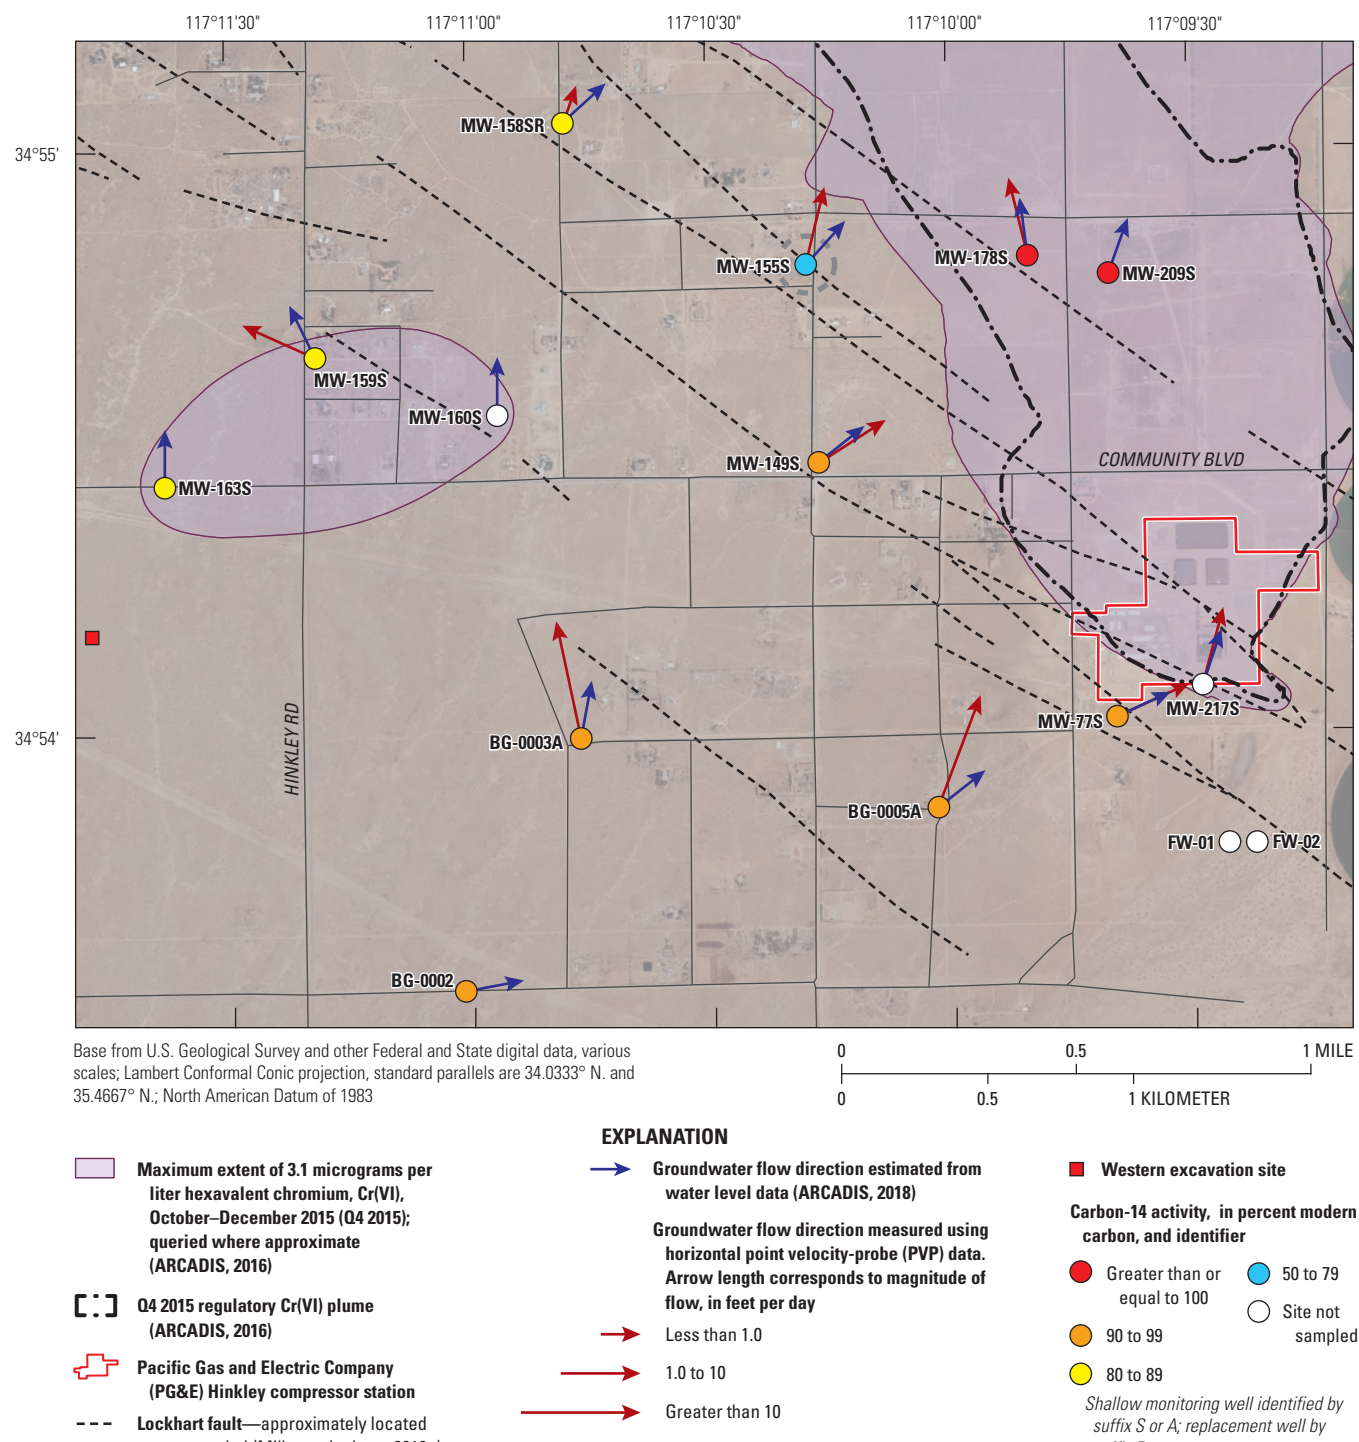 117°11'30"
117°11'00"
117°10'30"
117°10'00"
117°09'30"
34°55'
34°54'
MW-158SR
MW-155S
MW-178S
MW-209S
MW-159S
MW-160S
MW-163S
MW-149S
COMMUNITY BLVD
HINKLEY RD
BG-0003A
MW-77S
MW-217S
BG-0005A
FW-01
FW-02
BG-0002
Base from U.S. Geological Survey and other Federal and State digital data, various
scales; Lambert Conformal Conic projection, standard parallels are 34.0333° N. and
35.4667° N.; North American Datum of 1983
0 0.5 1 MILE
0 0.5 1 KILOMETER
EXPLANATION
Maximum extent of 3.1 micrograms per
liter hexavalent chromium, Cr(VI),
October–December 2015 (Q4 2015);
queried where approximate
(ARCADIS, 2016)
Q4 2015 regulatory Cr(VI) plume
(ARCADIS, 2016)
Pacific Gas and Electric Company
(PG&E) Hinkley compressor station
Lockhart fault—approximately located
Groundwater flow direction estimated from
water level data (ARCADIS, 2018)
Groundwater flow direction measured using
horizontal point velocity-probe (PVP) data.
Arrow length corresponds to magnitude of
flow, in feet per day
Less than 1.0
1.0 to 10
Greater than 10
Western excavation site
Carbon-14 activity, in percent modern
carbon, and identifier
Greater than or
equal to 100
90 to 99
80 to 89
50 to 79
Site not
sampled
Shallow monitoring well identified by
suffix S or A; replacement well by